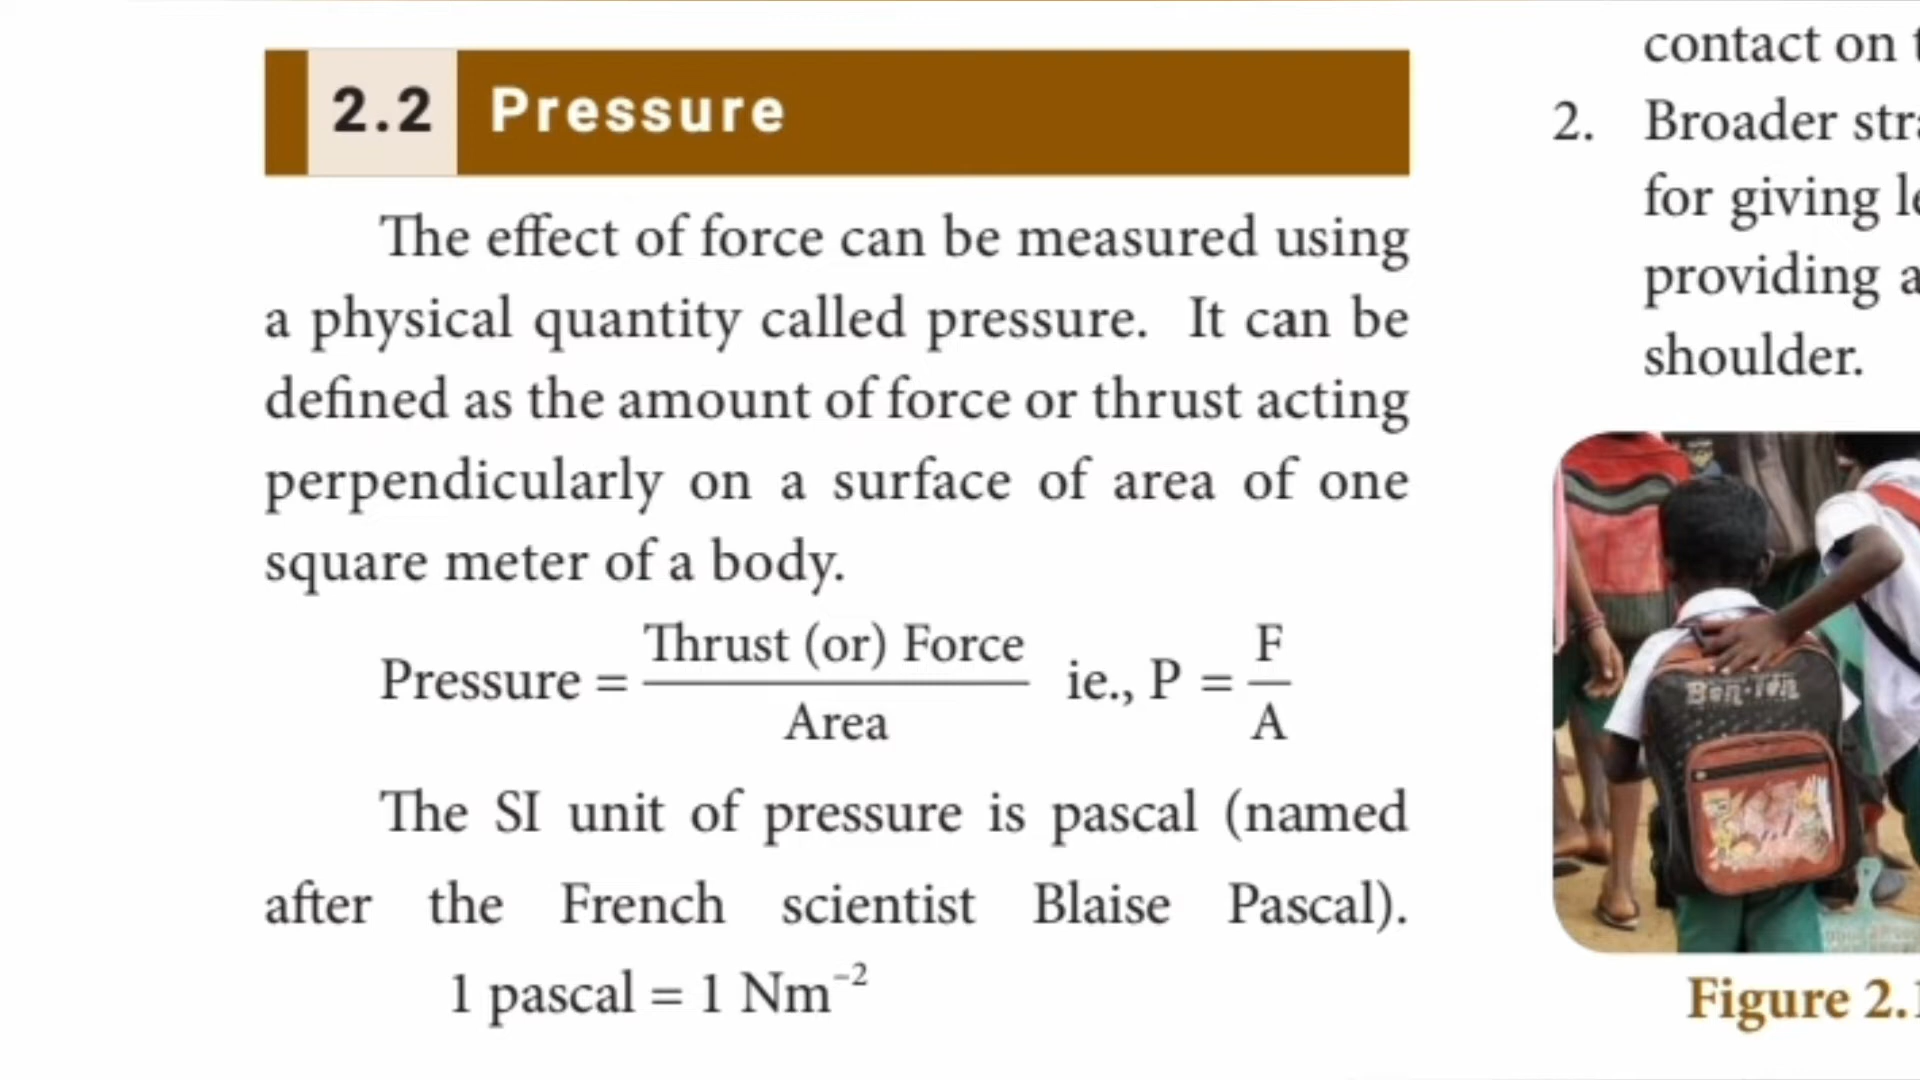 2.2 Pressure
The effect of force can be measured using
a physical quantity called pressure. It can be
defined as the amount of force or thrust acting
perpendicularly on a surface of area of one
square meter of a body.
Pressure = Thrust (or) Force / Area ie., P = F / A
The SI unit of pressure is pascal (named
after the French scientist Blaise Pascal).
1 pascal = 1 Nm⁻²
contact on
2. Broader
for giving
providing
shoulder.
Figure 2.1